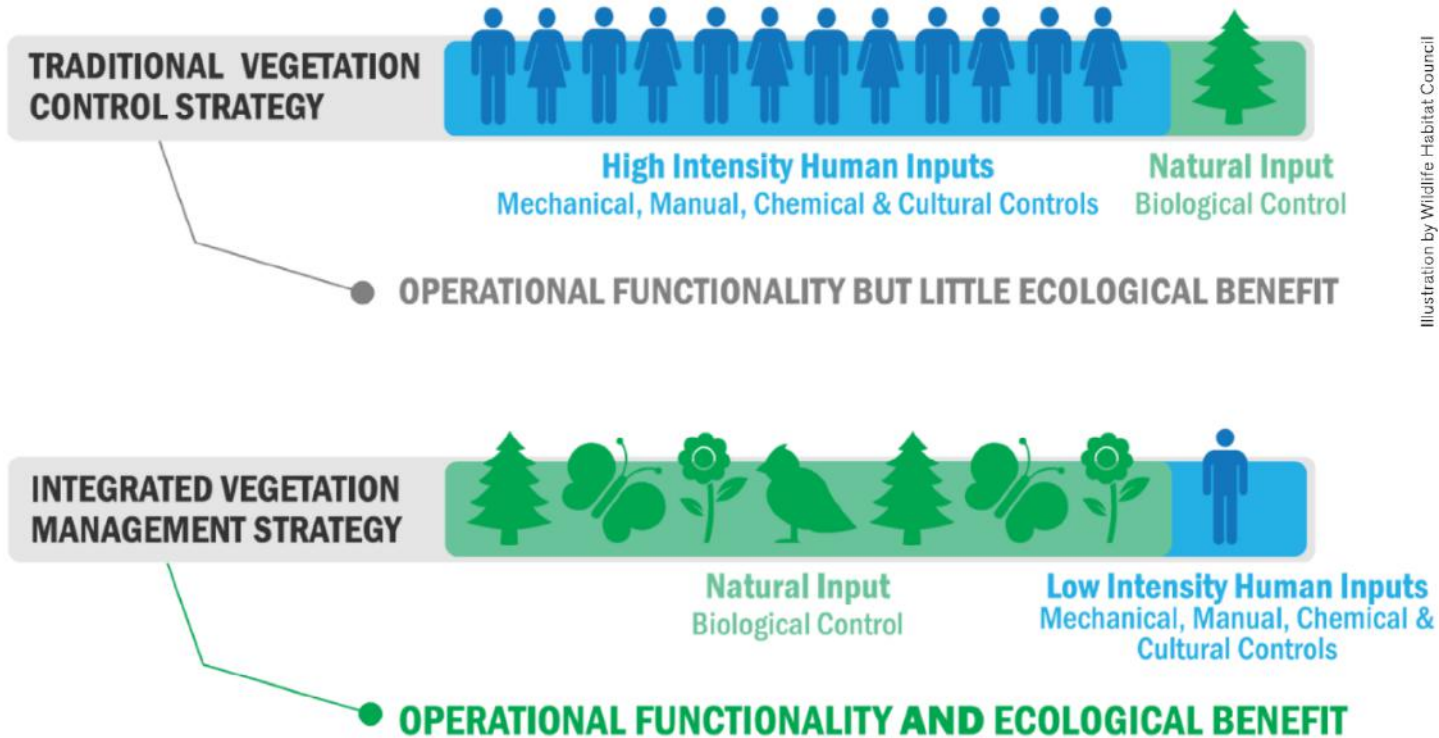 TRADITIONAL VEGETATION
CONTROL STRATEGY
High Intensity Human Inputs
Mechanical, Manual, Chemical & Cultural Controls
Natural Input
Biological Control
OPERATIONAL FUNCTIONALITY BUT LITTLE ECOLOGICAL BENEFIT
Illustration by Wildlife Habitat Council
INTEGRATED VEGETATION
MANAGEMENT STRATEGY
Natural Input
Biological Control
Low Intensity Human Inputs
Mechanical, Manual, Chemical &
Cultural Controls
OPERATIONAL FUNCTIONALITY AND ECOLOGICAL BENEFIT